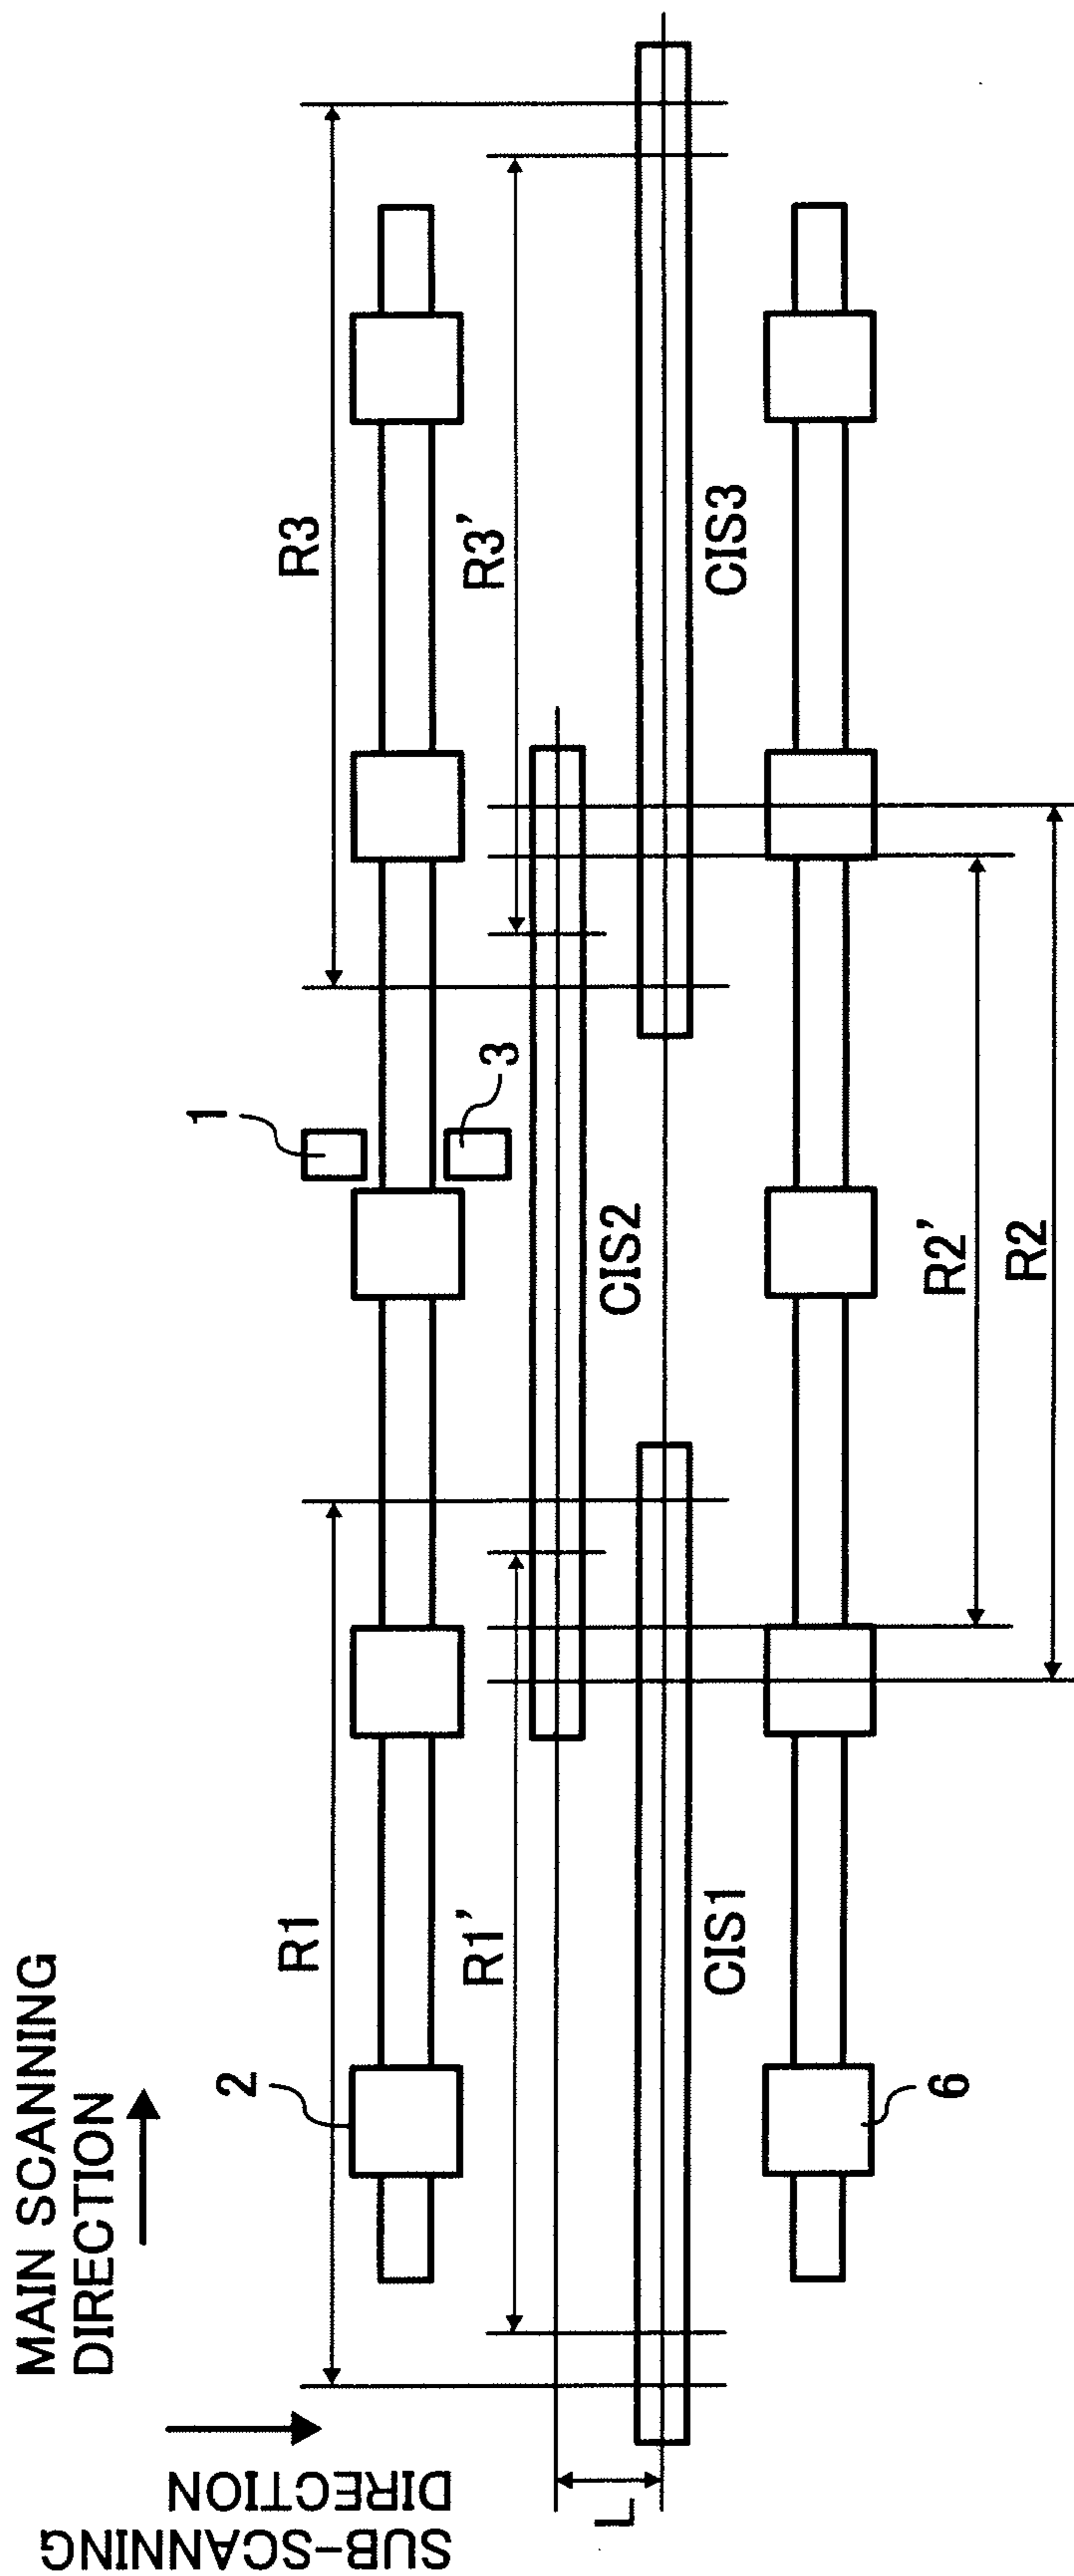 MAIN SCANNING
DIRECTION
SUB-SCANNING
DIRECTION
R1
R3
R1'
R3'
1
2
3
CIS2
CIS1
CIS3
L
6
R2'
R2